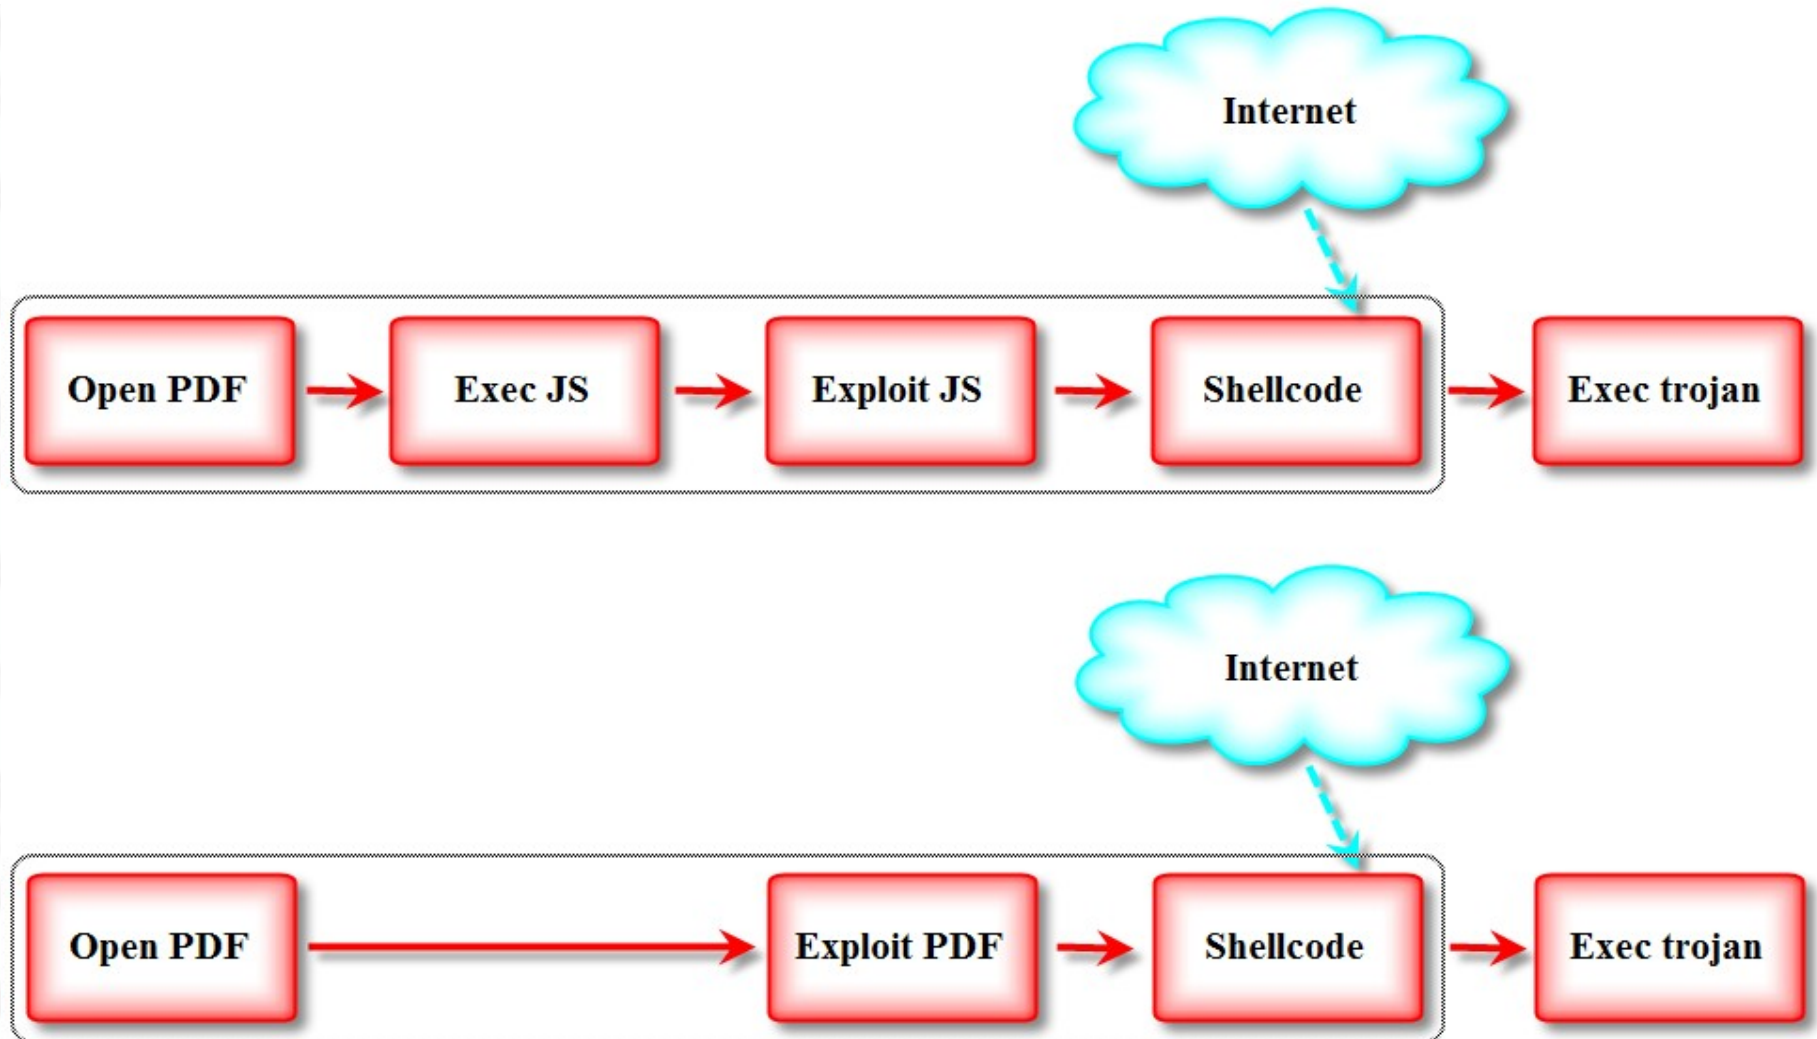 Internet
Open PDF
Exec JS
Exploit JS
Shellcode
Exec trojan
Internet
Open PDF
Exploit PDF
Shellcode
Exec trojan